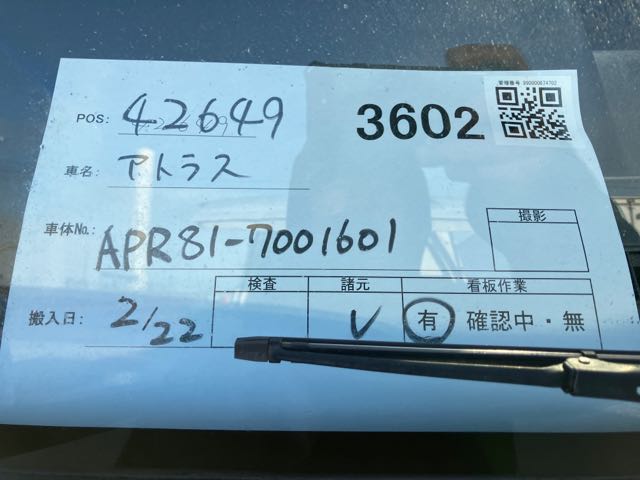 管理番号 990000674702
POS: 42649
3602
車名: アトラス
車体No.: APR81-7001601
撮影
検査 諸元 看板作業
搬入日: 2/22 V 有 確認中・無